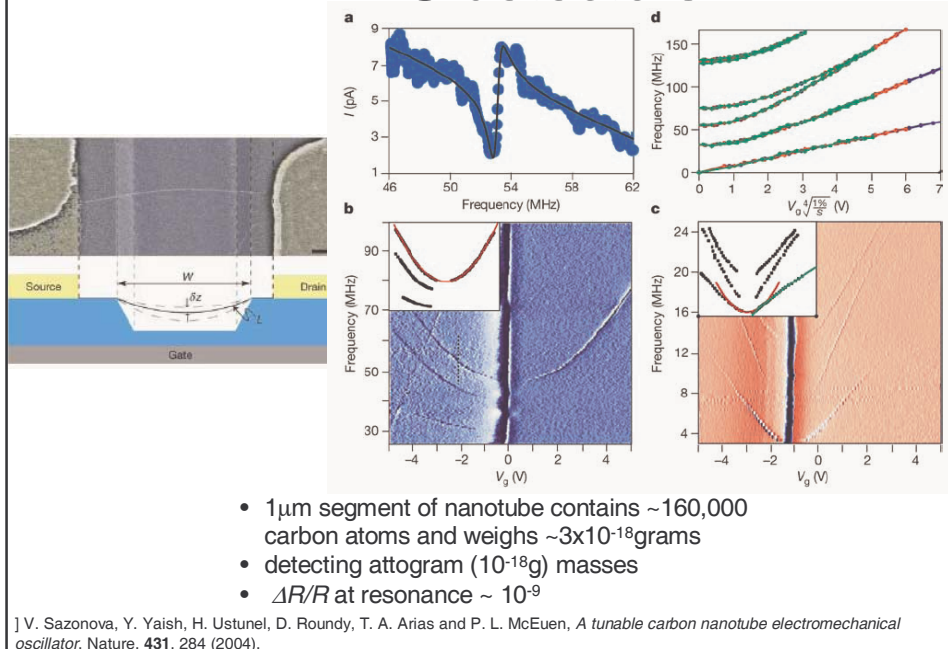 a
9
7
5
3
1
I (pA)
46 50 54 58 62
Frequency (MHz)
d
150
100
50
0
Frequency (MHz)
0 1 2 3 4 5 6 7
Vg ∜(1%/S) (V)
W
Source
Drain
δz
L
Gate
b
90
70
50
30
Frequency (MHz)
−4 −2 0 2 4
Vg (V)
c
24
20
16
12
8
4
Frequency (MHz)
−4 −2 0 2 4
Vg (V)
• 1μm segment of nanotube contains ~160,000
carbon atoms and weighs ~3x10⁻¹⁸grams
• detecting attogram (10⁻¹⁸g) masses
• ΔR/R at resonance ~ 10⁻⁹
] V. Sazonova, Y. Yaish, H. Ustunel, D. Roundy, T. A. Arias and P. L. McEuen, A tunable carbon nanotube electromechanical
oscillator. Nature, 431, 284 (2004).